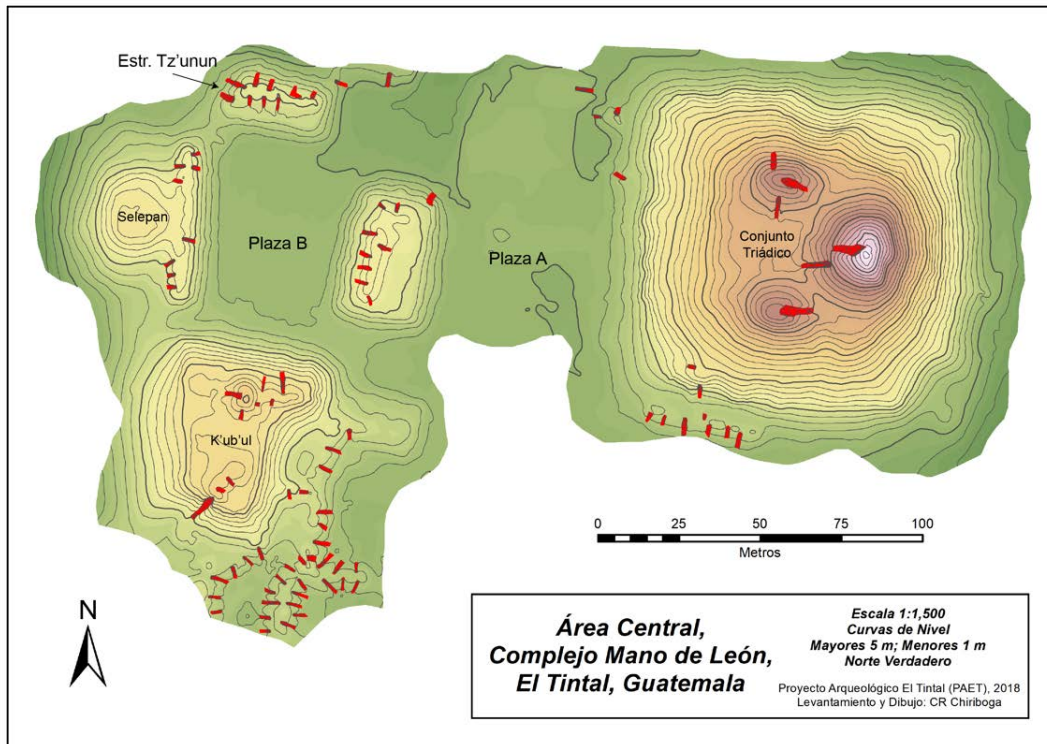 Estr. Tz'unun
Selepan
Plaza B
Plaza A
Conjunto
Triádico
K'ub'ul
0 25 50 75 100
Metros
N
Área Central,
Complejo Mano de León,
El Tintal, Guatemala
Escala 1:1,500
Curvas de Nivel
Mayores 5 m; Menores 1 m
Norte Verdadero
Proyecto Arqueológico El Tintal (PAET), 2018
Levantamiento y Dibujo: CR Chiriboga